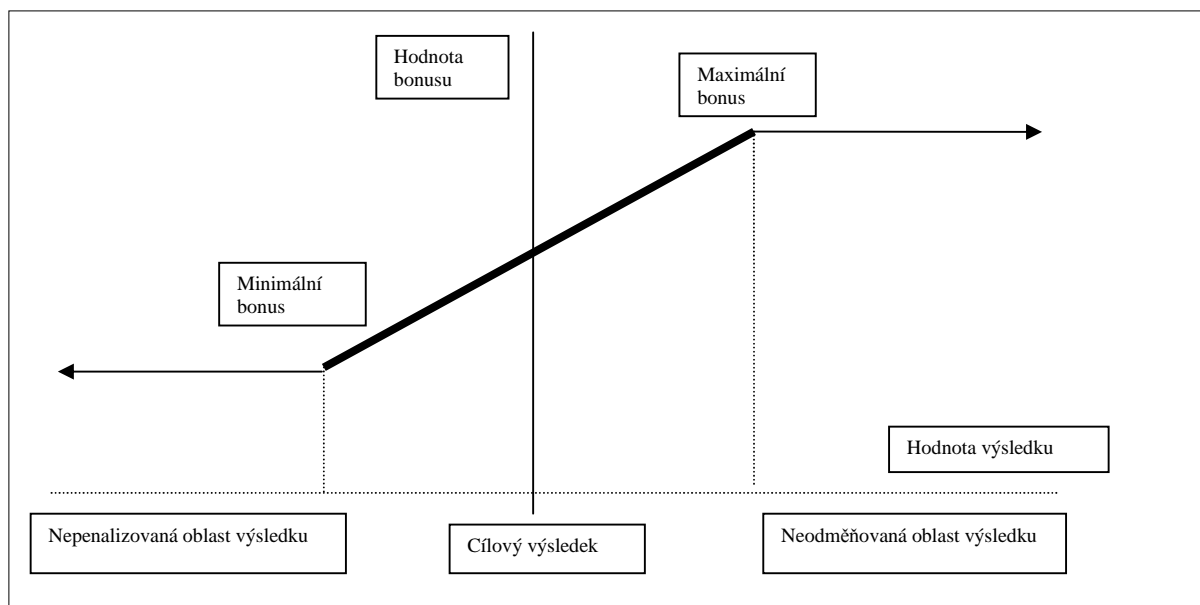 Hodnota
bonusu
Maximální
bonus
Minimální
bonus
Hodnota výsledku
Nepenalizovaná oblast výsledku
Cílový výsledek
Neodměňovaná oblast výsledku